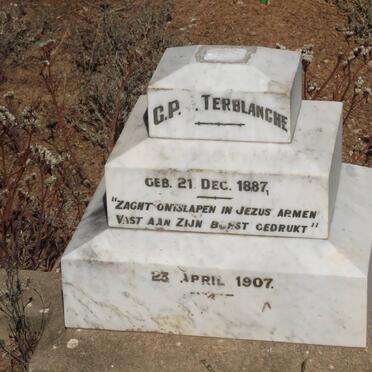 G.P. TERBLANCHE
GEB. 21 DEC. 1887,
"ZACHT ONTSLAPEN IN JEZUS ARMEN
VAST AAN ZIJN BORST GEDRUKT"
23 APRIL 1907.